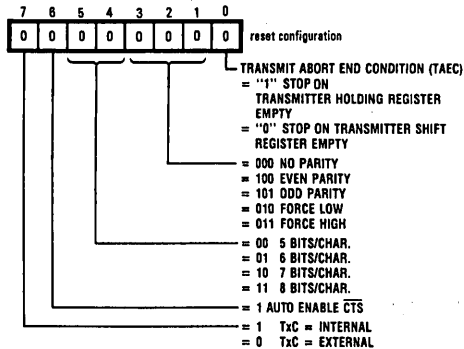 7 6 5 4 3 2 1 0
0 0 0 0 0 0 0 0 reset configuration
TRANSMIT ABORT END CONDITION (TAEC)
= "1" STOP ON
TRANSMITTER HOLDING REGISTER
EMPTY
= "0" STOP ON TRANSMITTER SHIFT
REGISTER EMPTY
= 000 NO PARITY
= 100 EVEN PARITY
= 101 ODD PARITY
= 010 FORCE LOW
= 011 FORCE HIGH
= 00 5 BITS/CHAR.
= 01 6 BITS/CHAR.
= 10 7 BITS/CHAR.
= 11 8 BITS/CHAR.
= 1 AUTO ENABLE C̅T̅S̅
= 1 TxC = INTERNAL
= 0 TxC = EXTERNAL